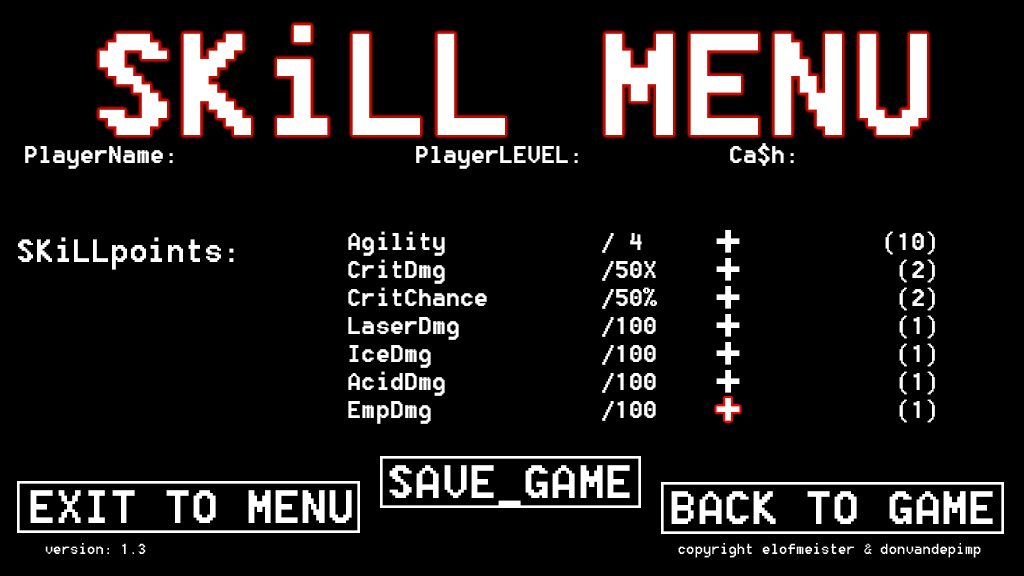 SKiLL MENU
PlayerName: PlayerLEVEL: Ca$h:
SKiLLpoints:
Agility / 4 + (10)
CritDmg /50X + (2)
CritChance /50% + (2)
LaserDmg /100 + (1)
IceDmg /100 + (1)
AcidDmg /100 + (1)
EmpDmg /100 + (1)
SAVE_GAME
EXIT TO MENU BACK TO GAME
version: 1.3 copyright elofmeister & donvandepimp